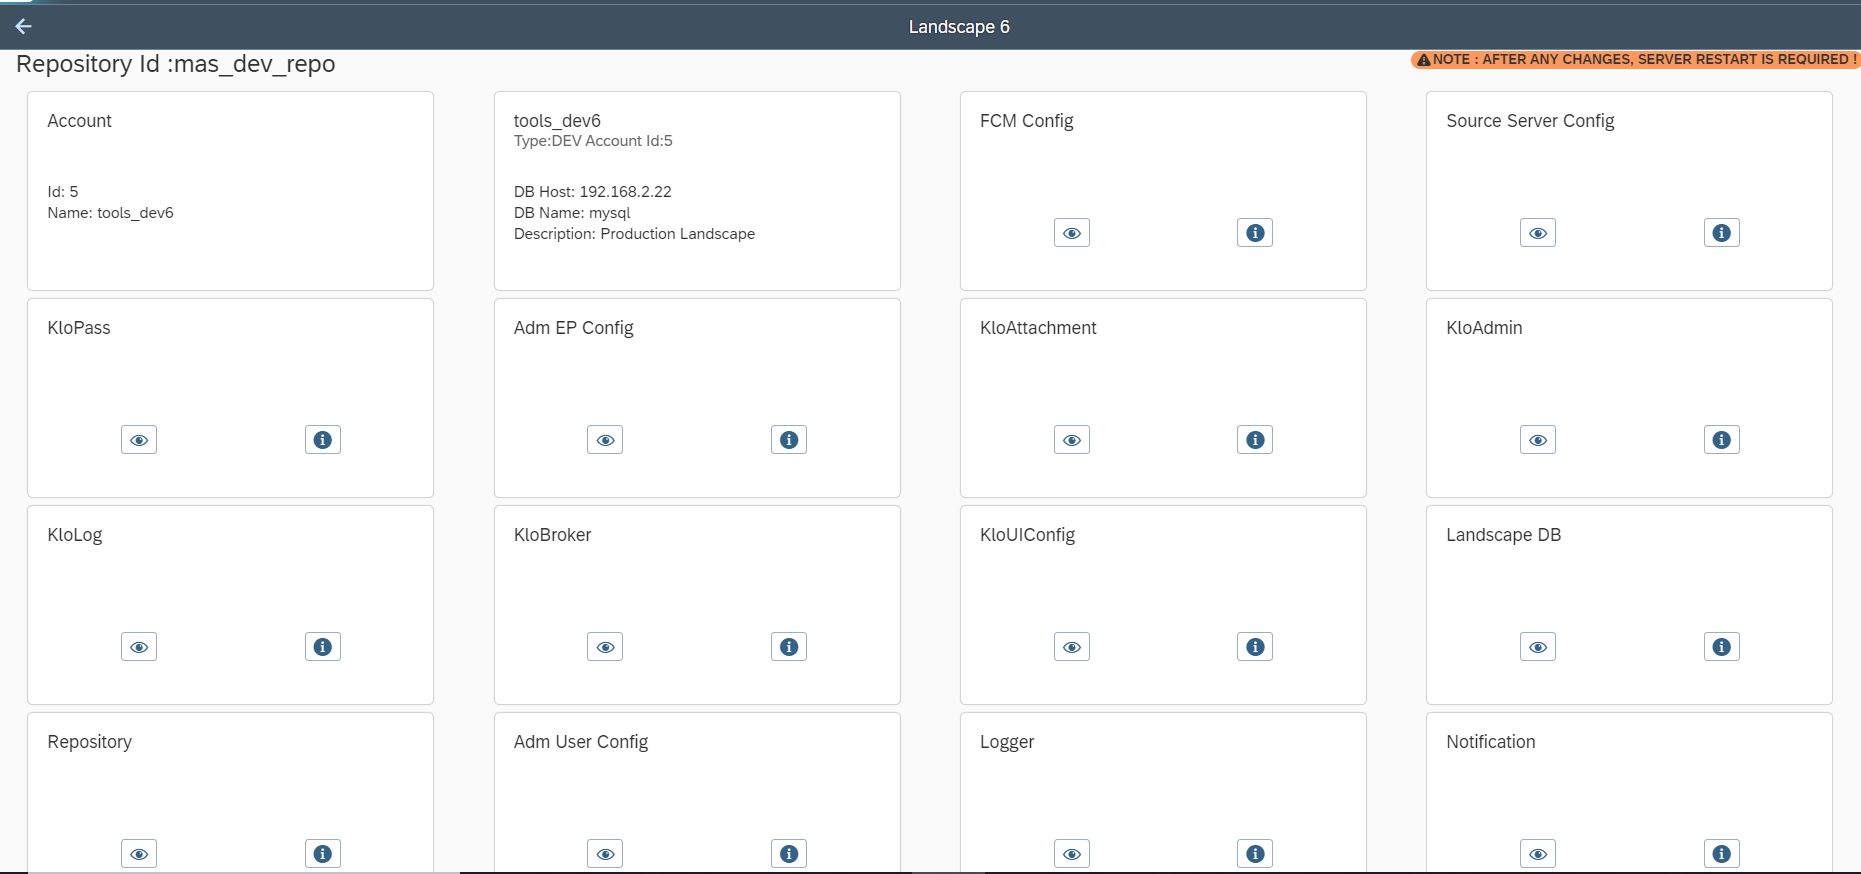 Landscape 6
Repository Id :mas_dev_repo
NOTE : AFTER ANY CHANGES, SERVER RESTART IS REQUIRED !
Account
Id: 5
Name: tools_dev6
tools_dev6
Type:DEV Account Id:5
DB Host: 192.168.2.22
DB Name: mysql
Description: Production Landscape
FCM Config
Source Server Config
KloPass
Adm EP Config
KloAttachment
KloAdmin
KloLog
KloBroker
KloUIConfig
Landscape DB
Repository
Adm User Config
Logger
Notification